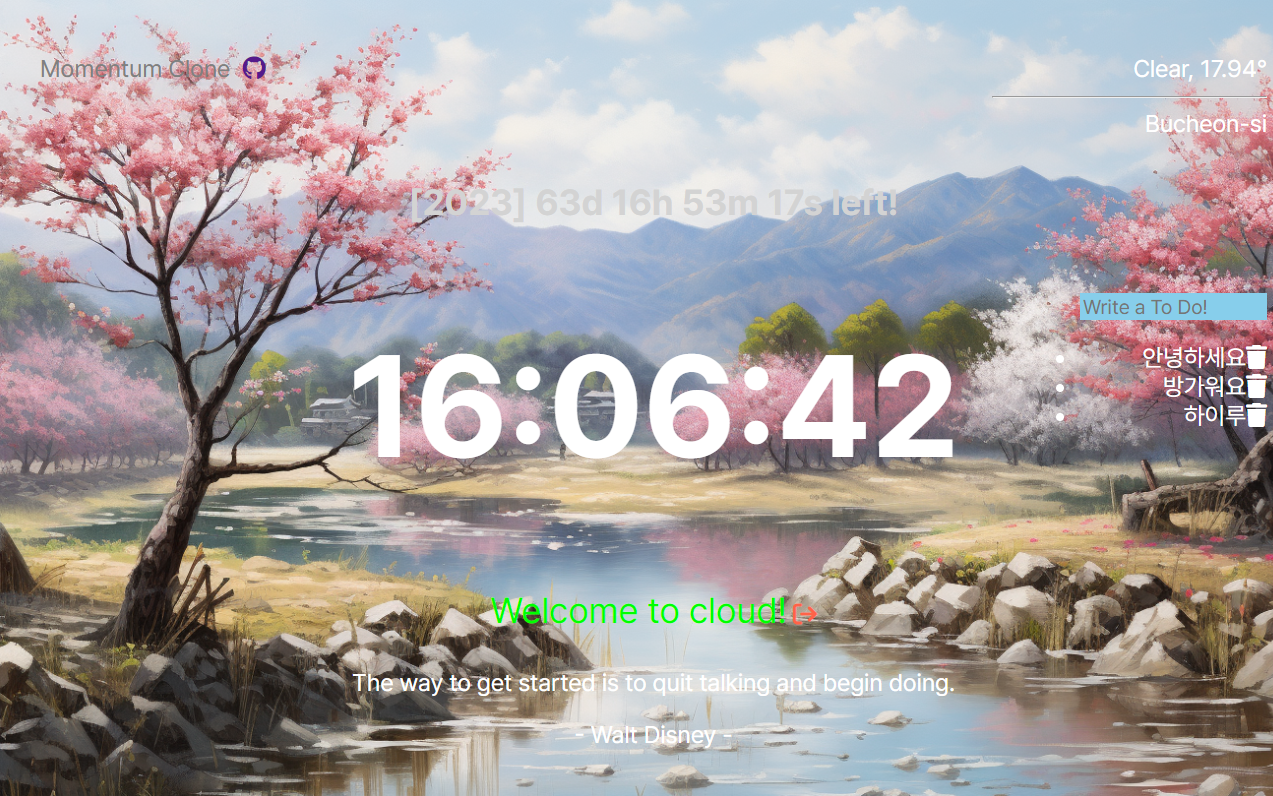 Momentum Clone
Clear, 17.94°
Bucheon-si
[2023] 63d 16h 53m 17s left!
Write a To Do!
안녕하세요
방가워요
하이루
16:06:42
Welcome to cloud!
The way to get started is to quit talking and begin doing.
- Walt Disney -